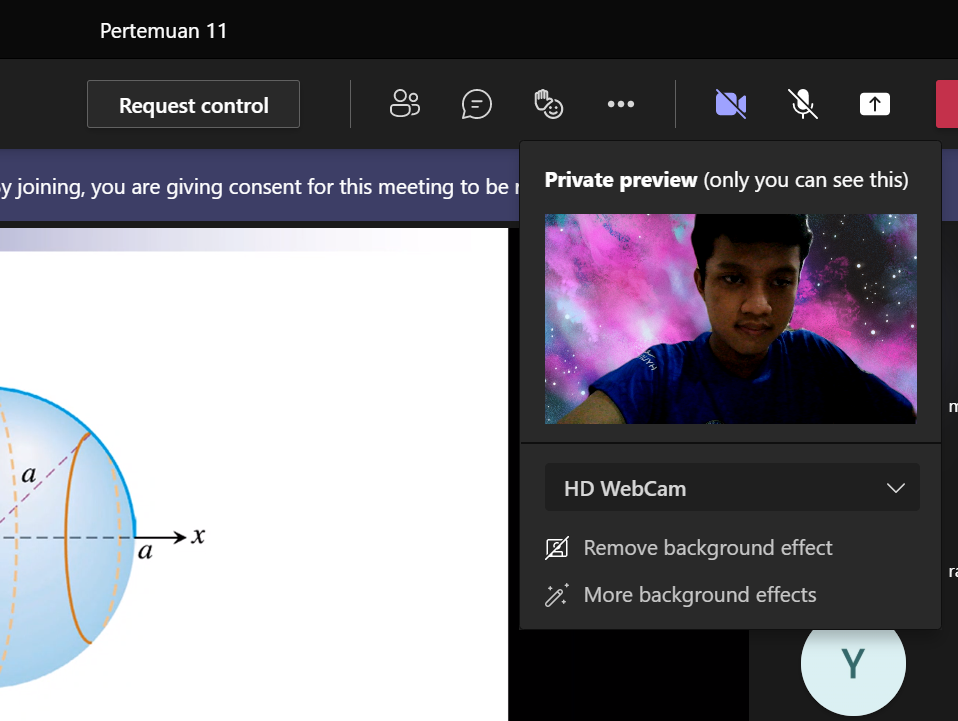 Pertemuan 11
Request control
y joining, you are giving consent for this meeting to be
Private preview (only you can see this)
a
x
a
HD WebCam
Remove background effect
More background effects
Y